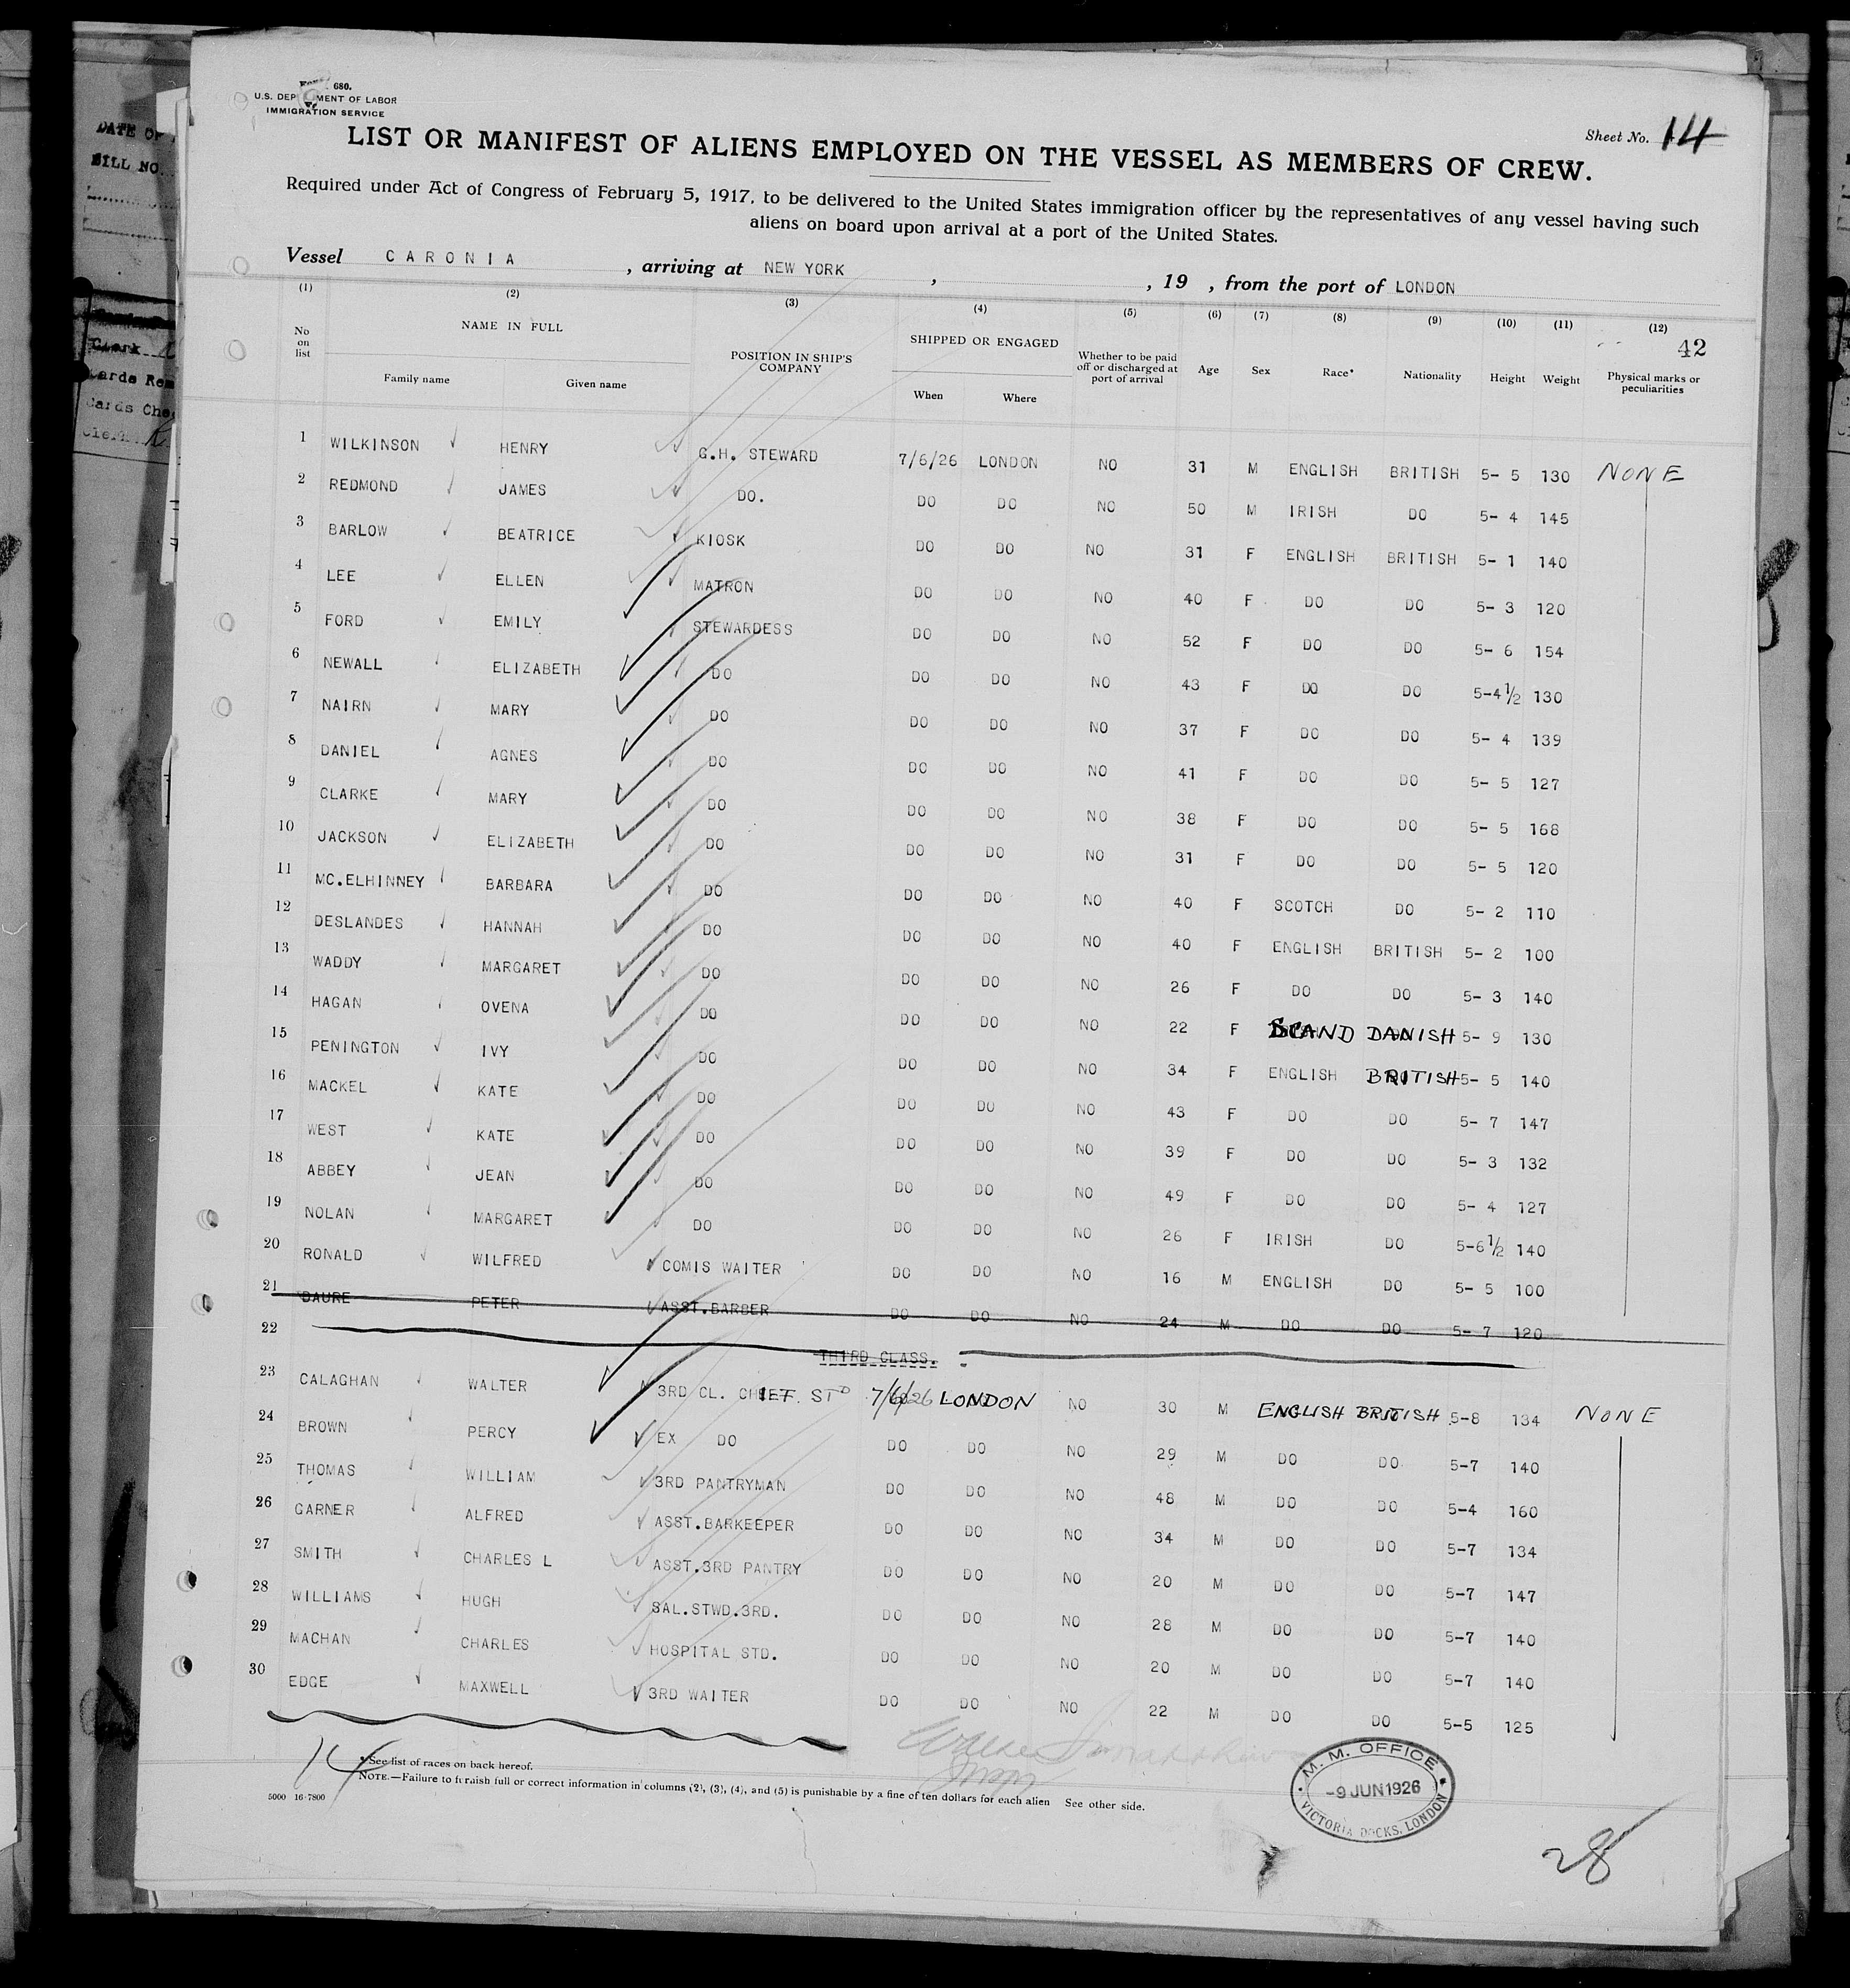 680.
U.S. DEP MENT OF LABOR
IMMIGRATION SERVICE
Sheet No. 14
LIST OR MANIFEST OF ALIENS EMPLOYED ON THE VESSEL AS MEMBERS OF CREW.
Required under Act of Congress of February 5, 1917, to be delivered to the United States immigration officer by the representatives of any vessel having such
aliens on board upon arrival at a port of the United States.
Vessel CARONIA , arriving at NEW YORK , , 19 , from the port of LONDON
(1) (2) (3) (4) (5) (6) (7) (8) (9) (10) (11) (12)
42
No on list NAME IN FULL Family name Given name POSITION IN SHIP'S COMPANY SHIPPED OR ENGAGED When Where Whether to be paid off or discharged at port of arrival Age Sex Race* Nationality Height Weight Physical marks or peculiarities
1 WILKINSON HENRY G.H. STEWARD 7/6/26 LONDON NO 31 M ENGLISH BRITISH 5- 5 130 NONE
2 REDMOND JAMES DO. DO DO NO 50 M IRISH DO 5- 4 145
3 BARLOW BEATRICE KIOSK DO DO NO 31 F ENGLISH BRITISH 5- 1 140
4 LEE ELLEN MATRON DO DO NO 40 F DO DO 5- 3 120
5 FORD EMILY STEWARDESS DO DO NO 52 F DO DO 5- 6 154
6 NEWALL ELIZABETH DO DO DO NO 43 F DO DO 5-4½ 130
7 NAIRN MARY DO DO DO NO 37 F DO DO 5- 4 139
8 DANIEL AGNES DO DO DO NO 41 F DO DO 5- 5 127
9 CLARKE MARY DO DO DO NO 38 F DO DO 5- 5 168
10 JACKSON ELIZABETH DO DO DO NO 31 F DO DO 5- 5 120
11 MC.ELHINNEY BARBARA DO DO DO NO 40 F SCOTCH DO 5- 2 110
12 DESLANDES HANNAH DO DO DO NO 40 F ENGLISH BRITISH 5- 2 100
13 WADDY MARGARET DO DO DO NO 26 F DO DO 5- 3 140
14 HAGAN OVENA DO DO DO NO 22 F SCAND DANISH 5- 9 130
15 PENINGTON IVY DO DO DO NO 34 F ENGLISH BRITISH 5- 5 140
16 MACKEL KATE DO DO DO NO 43 F DO DO 5- 7 147
17 WEST KATE DO DO DO NO 39 F DO DO 5- 3 132
18 ABBEY JEAN DO DO DO NO 49 F DO DO 5- 4 127
19 NOLAN MARGARET DO DO DO NO 26 F IRISH DO 5-6½ 140
20 RONALD WILFRED COMIS WAITER DO DO NO 16 M ENGLISH DO 5- 5 100
21 DAURE PETER ASST.BARBER DO DO NO 24 M DO DO 5- 7 120
22
THIRD CLASS.
23 CALAGHAN WALTER 3RD CL. CHIEF. STD 7/6/26 LONDON NO 30 M ENGLISH BRITISH 5-8 134 NONE
24 BROWN PERCY EX DO DO DO NO 29 M DO DO 5-7 140
25 THOMAS WILLIAM 3RD PANTRYMAN DO DO NO 48 M DO DO 5-4 160
26 GARNER ALFRED ASST.BARKEEPER DO DO NO 34 M DO DO 5-7 134
27 SMITH CHARLES L ASST.3RD PANTRY DO DO NO 20 M DO DO 5-7 147
28 WILLIAMS HUGH SAL.STWD.3RD. DO DO NO 28 M DO DO 5-7 140
29 MACHAN CHARLES HOSPITAL STD. DO DO NO 20 M DO DO 5-7 140
30 EDGE MAXWELL 3RD WAITER DO DO NO 22 M DO DO 5-5 125
14
* See list of races on back hereof.
NOTE.—Failure to furnish full or correct information in columns (2), (3), (4), and (5) is punishable by a fine of ten dollars for each alien See other side.
5000 16-7800
M. M. OFFICE
-9 JUN 1926
VICTORIA DOCKS, LONDON
28
DATE OF
BILL NO.
Clerk
Cards Che